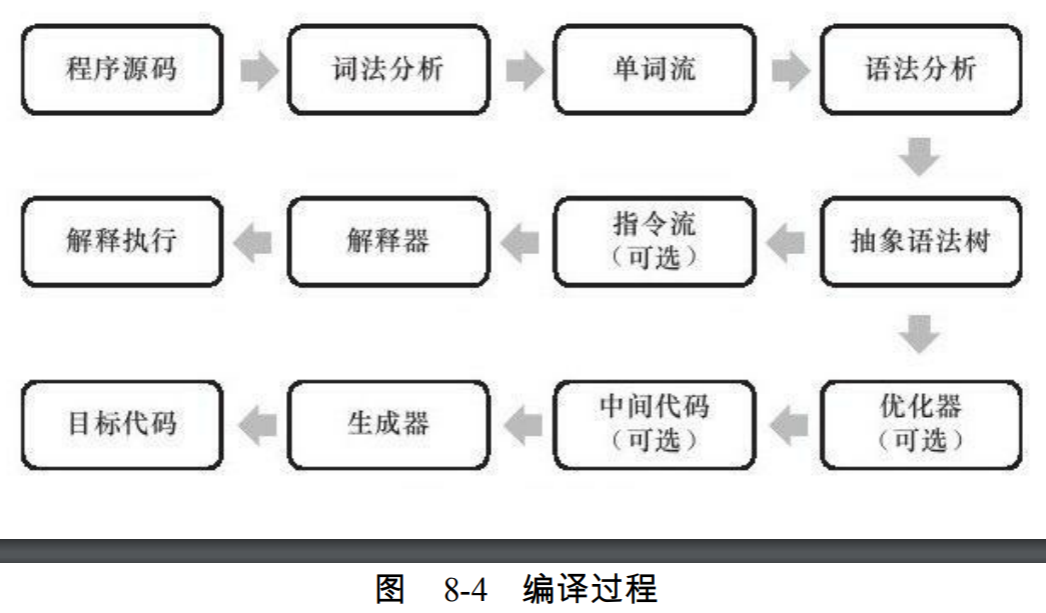 程序源码
词法分析
单词流
语法分析
解释执行
解释器
指令流
（可选）
抽象语法树
目标代码
生成器
中间代码
（可选）
优化器
（可选）
图 8-4 编译过程